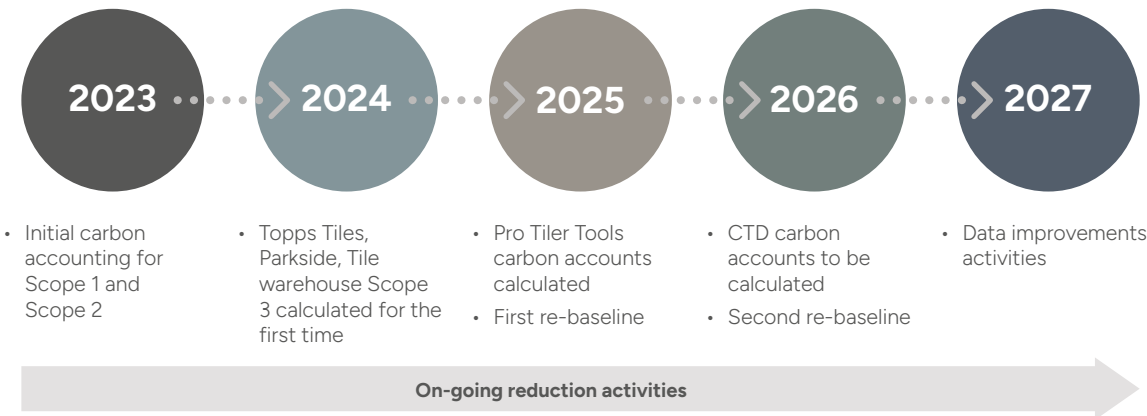 2023
2024
2025
2026
2027
• Initial carbon
accounting for
Scope 1 and
Scope 2
• Topps Tiles,
Parkside, Tile
warehouse Scope
3 calculated for the
first time
• Pro Tiler Tools
carbon accounts
calculated
• First re-baseline
• CTD carbon
accounts to be
calculated
• Second re-baseline
• Data improvements
activities
On-going reduction activities